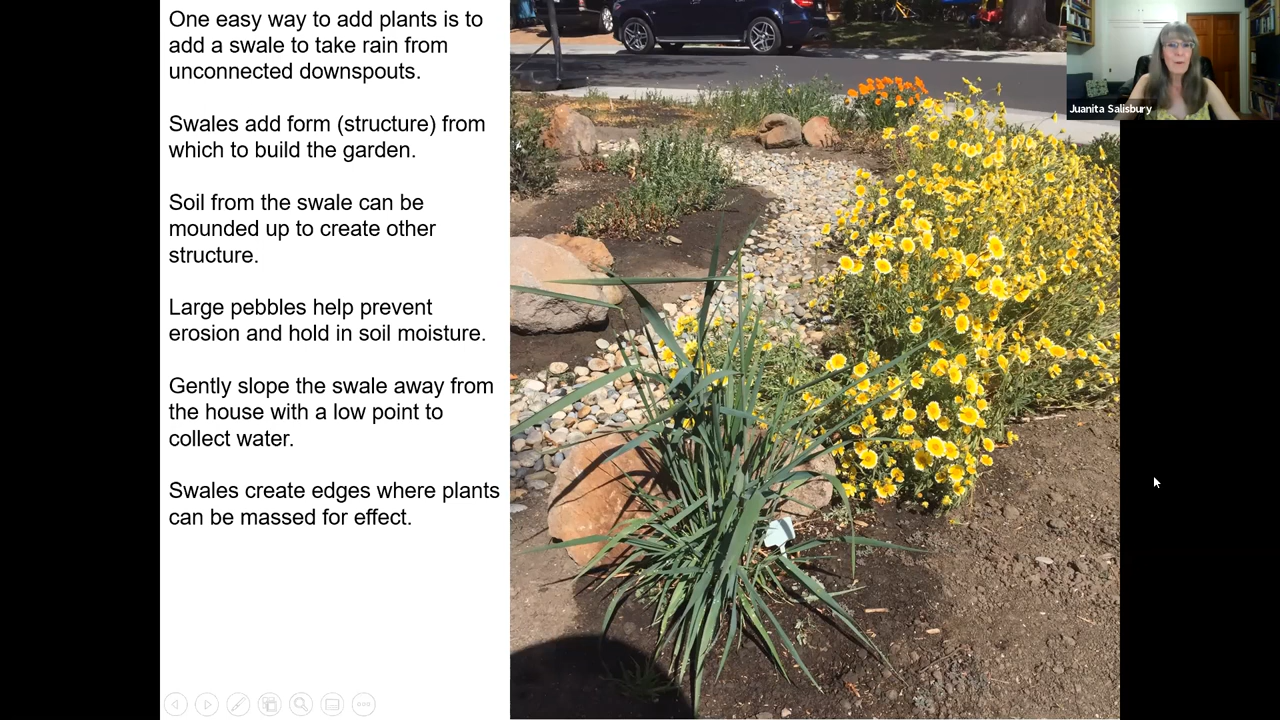 One easy way to add plants is to
add a swale to take rain from
unconnected downspouts.
Swales add form (structure) from
which to build the garden.
Soil from the swale can be
mounded up to create other
structure.
Large pebbles help prevent
erosion and hold in soil moisture.
Gently slope the swale away from
the house with a low point to
collect water.
Swales create edges where plants
can be massed for effect.
Juanita Salisbury